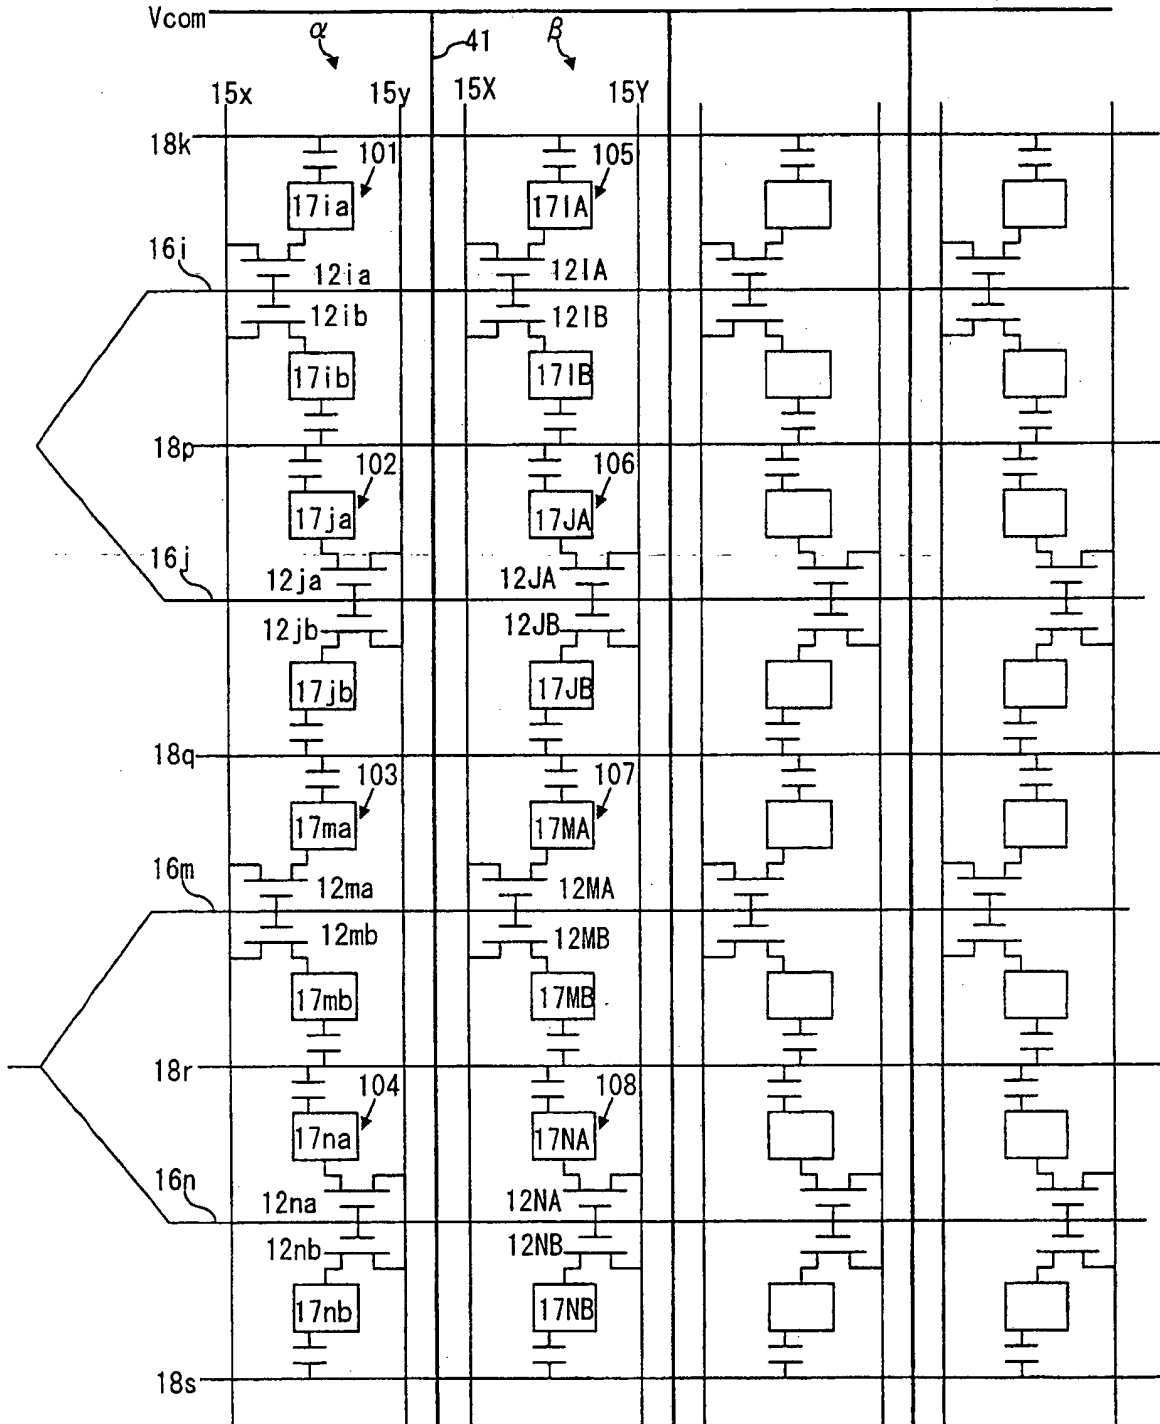 Vcom
α
41
β
15x
15y
15X
15Y
18k
101
105
17ia
17IA
16i
12ia
12IA
12ib
12IB
17ib
17IB
18p
102
106
17ja
17JA
16j
12ja
12JA
12jb
12JB
17jb
17JB
18q
103
107
17ma
17MA
16m
12ma
12MA
12mb
12MB
17mb
17MB
18r
104
108
17na
17NA
16n
12na
12NA
12nb
12NB
17nb
17NB
18s